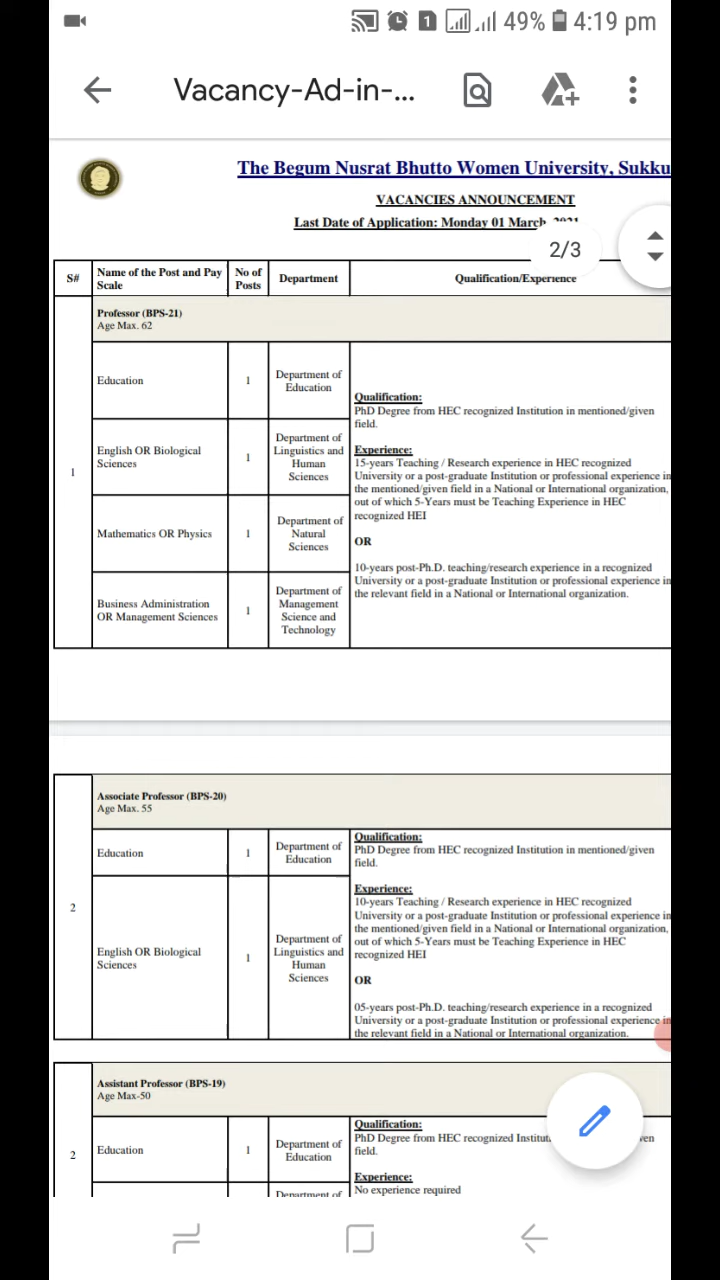 1 49% 4:19 pm
Vacancy-Ad-in-...
The Begum Nusrat Bhutto Women University, Sukku
VACANCIES ANNOUNCEMENT
Last Date of Application: Monday 01 March, 2021
2/3
S# Name of the Post and Pay Scale No of Posts Department Qualification/Experience
Professor (BPS-21)
Age Max. 62
1
Education 1 Department of Education
English OR Biological Sciences 1 Department of Linguistics and Human Sciences
Mathematics OR Physics 1 Department of Natural Sciences
Business Administration OR Management Sciences 1 Department of Management Science and Technology
Qualification:
PhD Degree from HEC recognized Institution in mentioned/given
field.
Experience:
15-years Teaching / Research experience in HEC recognized
University or a post-graduate Institution or professional experience in
the mentioned/given field in a National or International organization,
out of which 5-Years must be Teaching Experience in HEC
recognized HEI
OR
10-years post-Ph.D. teaching/research experience in a recognized
University or a post-graduate Institution or professional experience in
the relevant field in a National or International organization.
Associate Professor (BPS-20)
Age Max. 55
2
Education 1 Department of Education
English OR Biological Sciences 1 Department of Linguistics and Human Sciences
Qualification:
PhD Degree from HEC recognized Institution in mentioned/given
field.
Experience:
10-years Teaching / Research experience in HEC recognized
University or a post-graduate Institution or professional experience in
the mentioned/given field in a National or International organization,
out of which 5-Years must be Teaching Experience in HEC
recognized HEI
OR
05-years post-Ph.D. teaching/research experience in a recognized
University or a post-graduate Institution or professional experience in
the relevant field in a National or International organization.
Assistant Professor (BPS-19)
Age Max-50
2
Education 1 Department of Education
Department of
Qualification:
PhD Degree from HEC recognized Institut en
field.
Experience:
No experience required